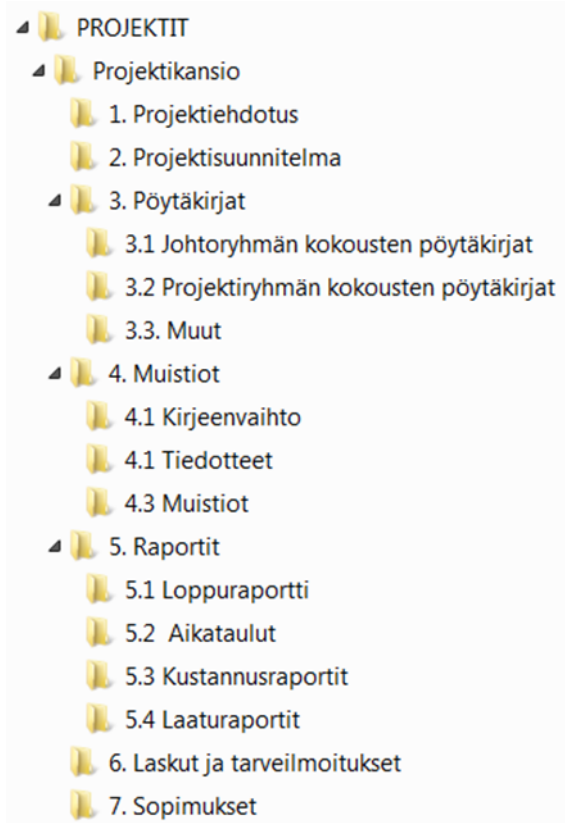 PROJEKTIT
Projektikansio
1. Projektiehdotus
2. Projektisuunnitelma
3. Pöytäkirjat
3.1 Johtoryhmän kokousten pöytäkirjat
3.2 Projektiryhmän kokousten pöytäkirjat
3.3. Muut
4. Muistiot
4.1 Kirjeenvaihto
4.1 Tiedotteet
4.3 Muistiot
5. Raportit
5.1 Loppuraportti
5.2  Aikataulut
5.3 Kustannusraportit
5.4 Laaturaportit
6. Laskut ja tarveilmoitukset
7. Sopimukset